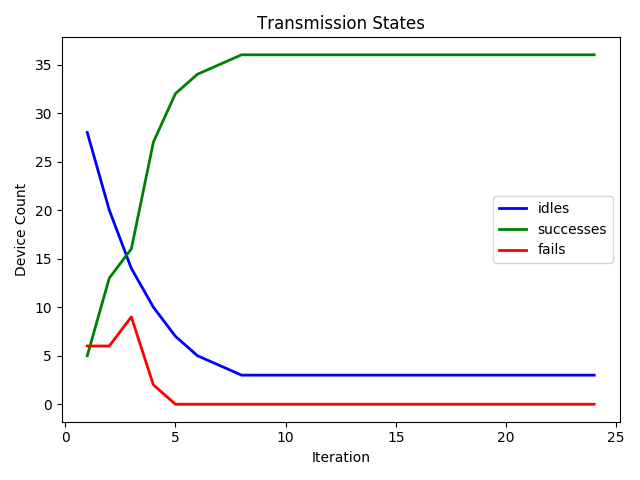 Transmission States
Device Count
35
30
25
20
15
10
5
0
idles
successes
fails
0 5 10 15 20 25
Iteration